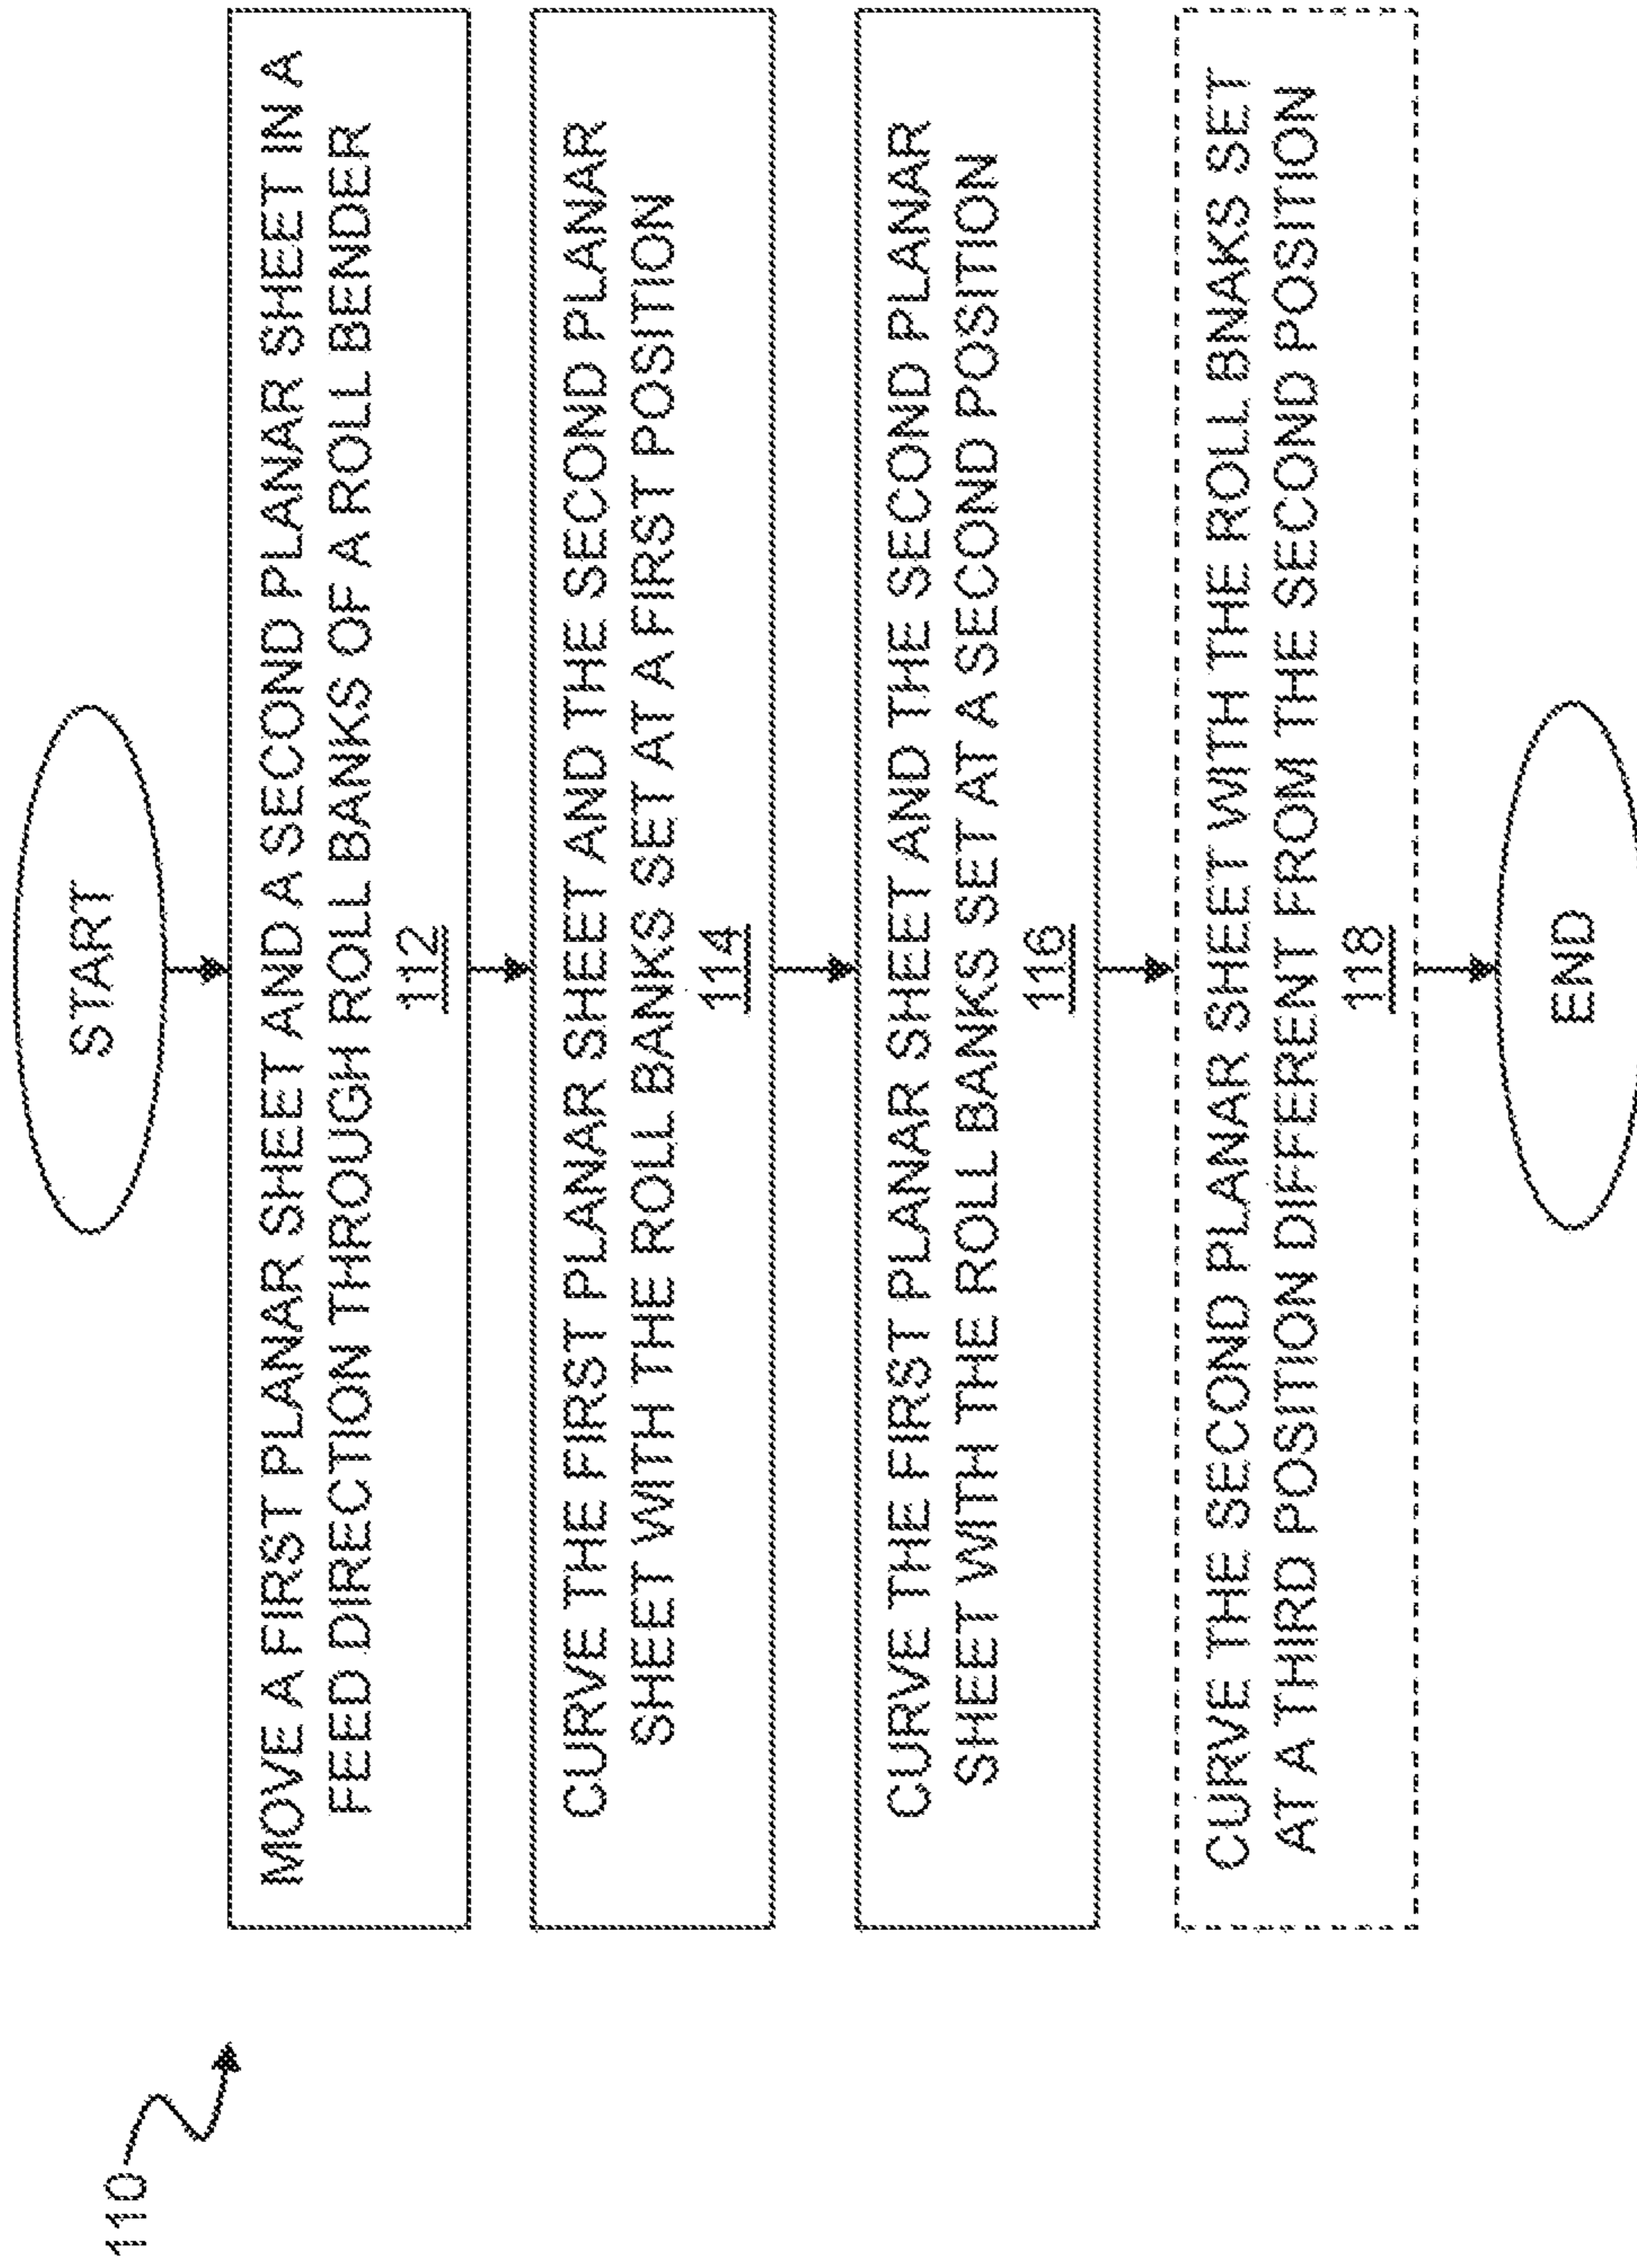 110
START
MOVE A FIRST PLANAR SHEET AND A SECOND PLANAR SHEET IN A
FEED DIRECTION THROUGH ROLL BANKS OF A ROLL BENDER
112
CURVE THE FIRST PLANAR SHEET AND THE SECOND PLANAR
SHEET WITH THE ROLL BANKS SET AT A FIRST POSITION
114
CURVE THE FIRST PLANAR SHEET AND THE SECOND PLANAR
SHEET WITH THE ROLL BANKS SET AT A SECOND POSITION
116
CURVE THE SECOND PLANAR SHEET WITH THE ROLL BNAKS SET
AT A THIRD POSITION DIFFERENT FROM THE SECOND POSITION
118
END